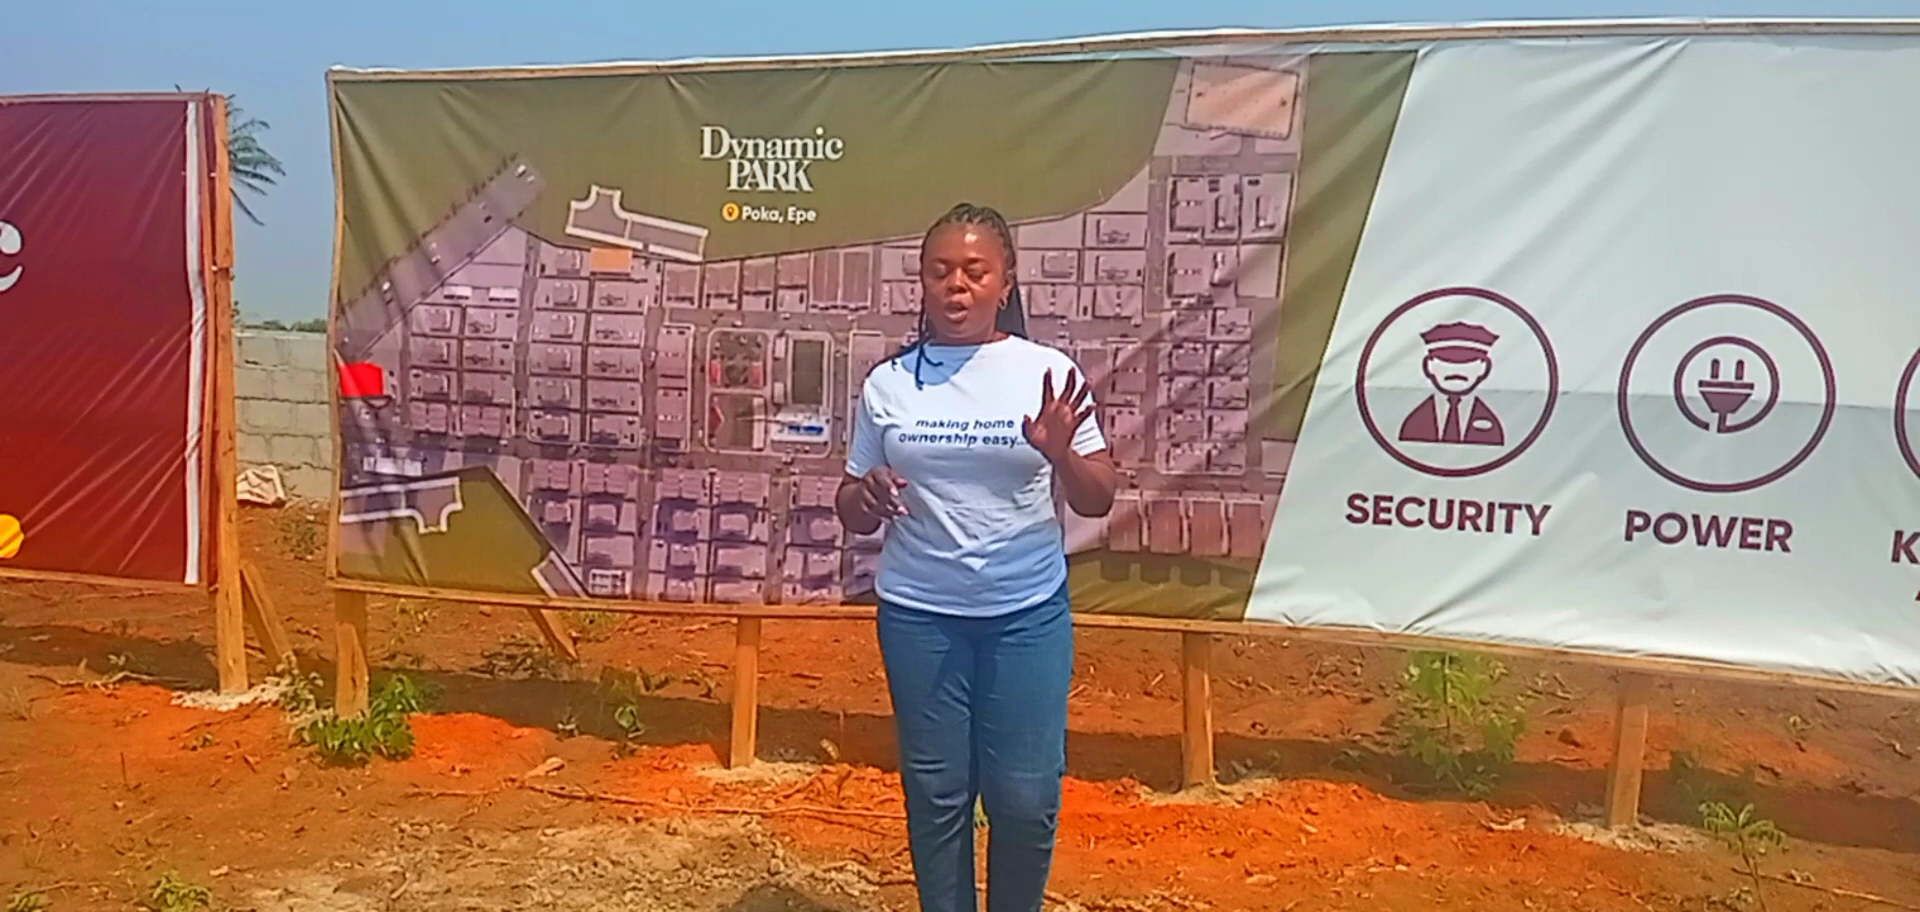 Dynamic
PARK
Poka, Epe
making home
ownership easy...
SECURITY
POWER